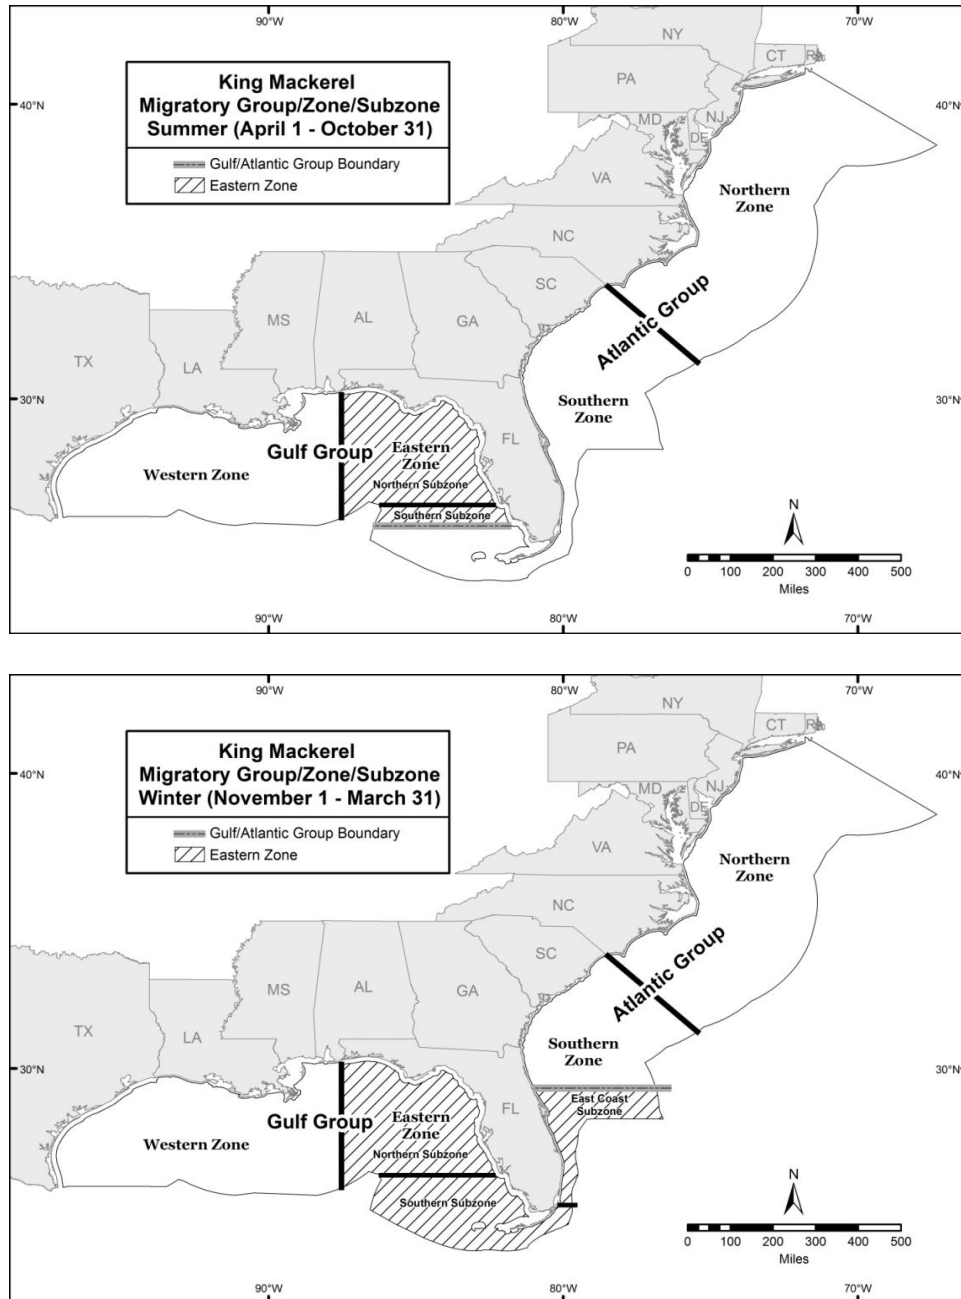 90°W
80°W
70°W
King Mackerel
Migratory Group/Zone/Subzone
Summer (April 1 - October 31)
Gulf/Atlantic Group Boundary
Eastern Zone
NY
CT
PA
40°N
40°N
NJ
MD
DE
VA
Northern
Zone
NC
SC
Atlantic Group
MS
AL
GA
TX
LA
30°N
30°N
Southern
Zone
FL
Gulf Group
Eastern
Zone
Western Zone
Northern Subzone
Southern Subzone
N
0 100 200 300 400 500
Miles
90°W
80°W
70°W
90°W
80°W
70°W
King Mackerel
Migratory Group/Zone/Subzone
Winter (November 1 - March 31)
Gulf/Atlantic Group Boundary
Eastern Zone
NY
CT
PA
40°N
40°N
NJ
MD
DE
VA
Northern
Zone
NC
SC
Atlantic Group
MS
AL
GA
TX
LA
30°N
30°N
Southern
Zone
East Coast
Subzone
FL
Gulf Group
Eastern
Zone
Western Zone
Northern Subzone
Southern Subzone
N
0 100 200 300 400 500
Miles
90°W
80°W
70°W